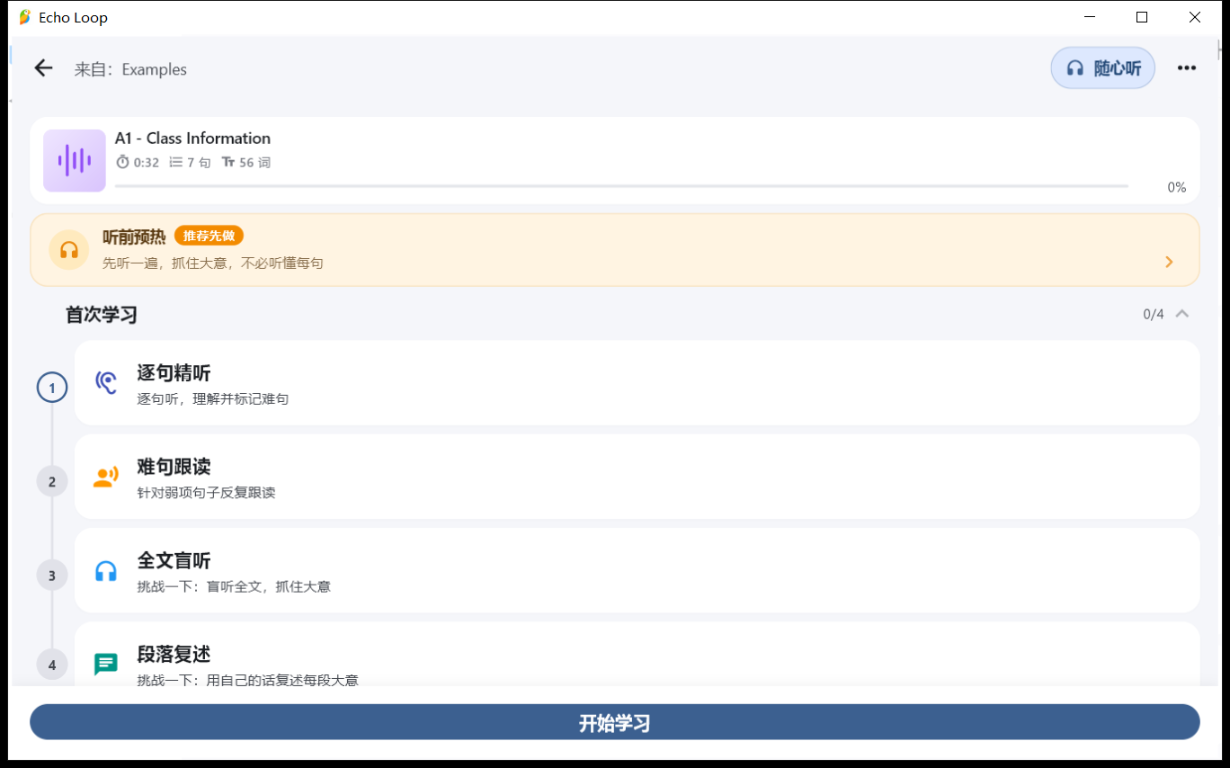 Echo Loop
来自：Examples
随心听
A1 - Class Information
0:32 7 句 Tr 56 词
0%
听前预热 推荐先做
先听一遍，抓住大意，不必听懂每句
首次学习 0/4
1
逐句精听
逐句听，理解并标记难句
2
难句跟读
针对弱项句子反复跟读
3
全文盲听
挑战一下：盲听全文，抓住大意
4
段落复述
挑战一下：用自己的话复述每段大意
开始学习